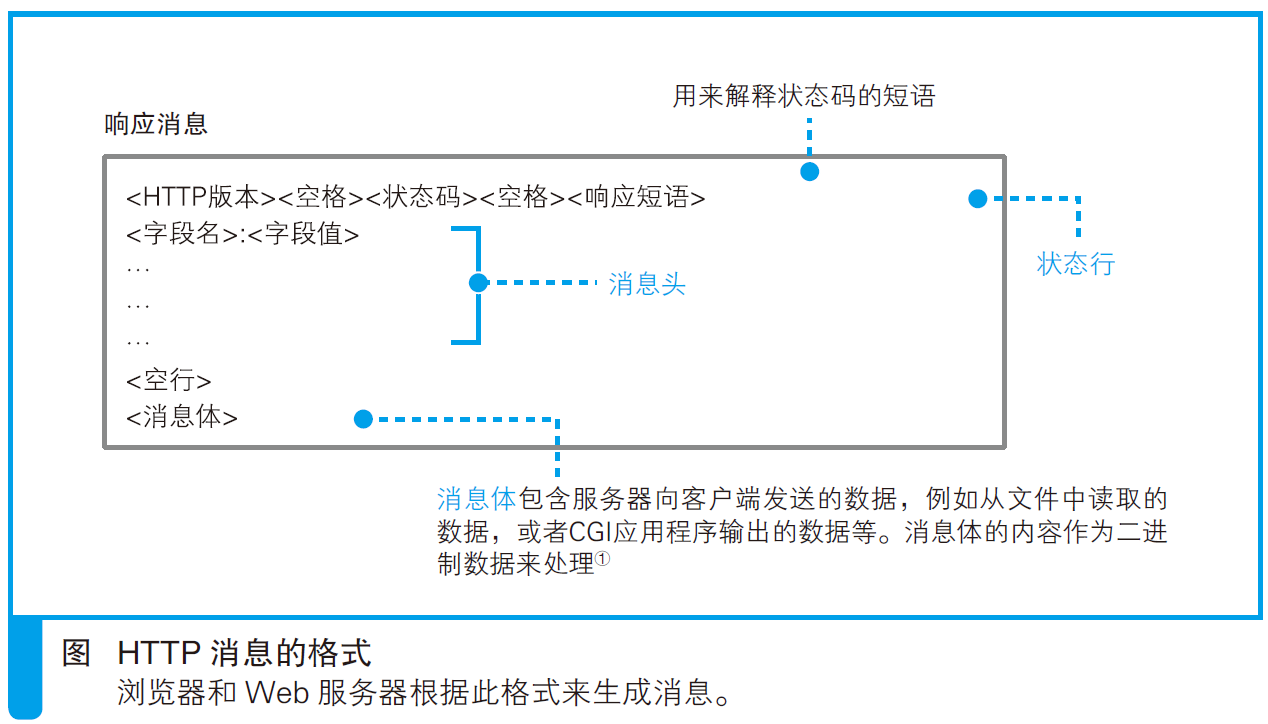 用来解释状态码的短语
响应消息
<HTTP版本><空格><状态码><空格><响应短语>
<字段名>:<字段值>
…
…
…
<空行>
<消息体>
消息头
状态行
消息体包含服务器向客户端发送的数据，例如从文件中读取的
数据，或者CGI应用程序输出的数据等。消息体的内容作为二进
制数据来处理①
图 HTTP 消息的格式
浏览器和 Web 服务器根据此格式来生成消息。